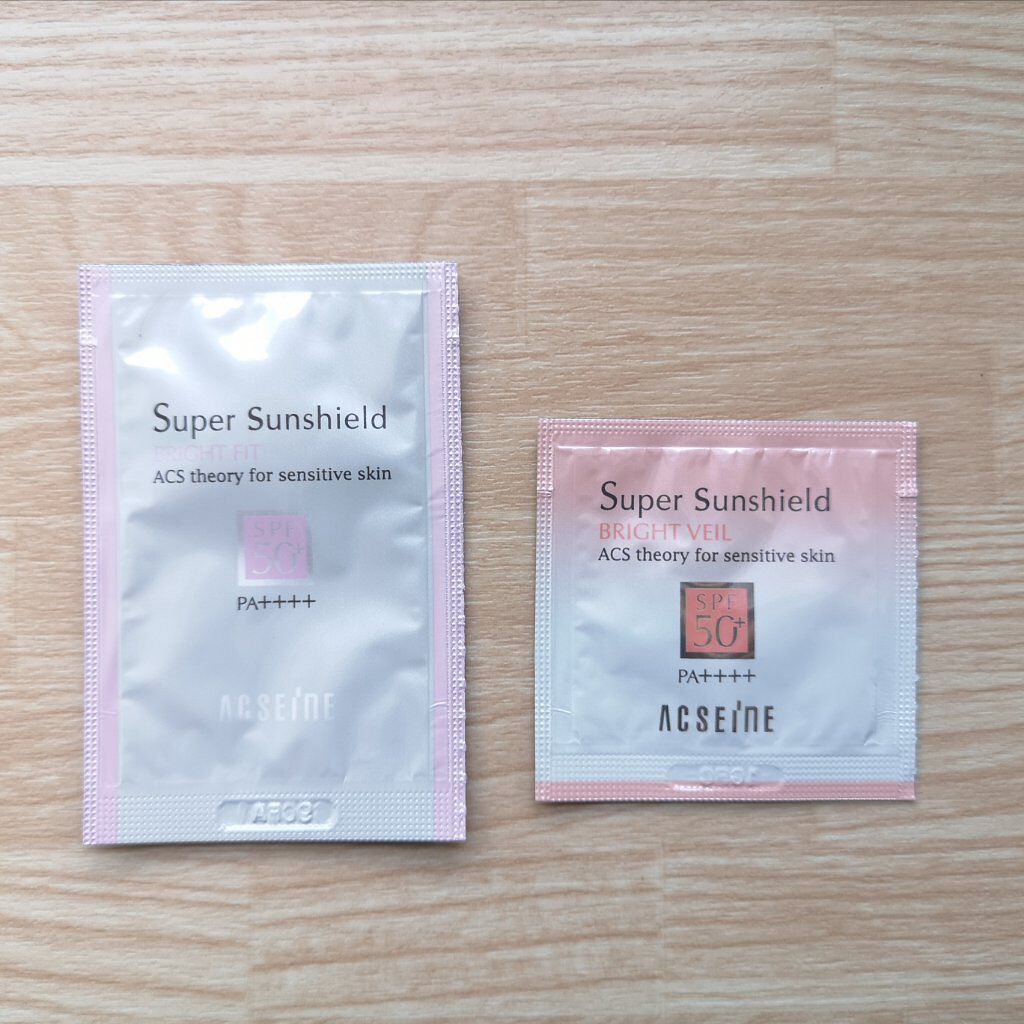 Super Sunshield
BRIGHT FIT
ACS theory for sensitive skin
SPF
50+
PA++++
ACSEINE
Super Sunshield
BRIGHT VEIL
ACS theory for sensitive skin
SPF
50+
PA++++
ACSEINE